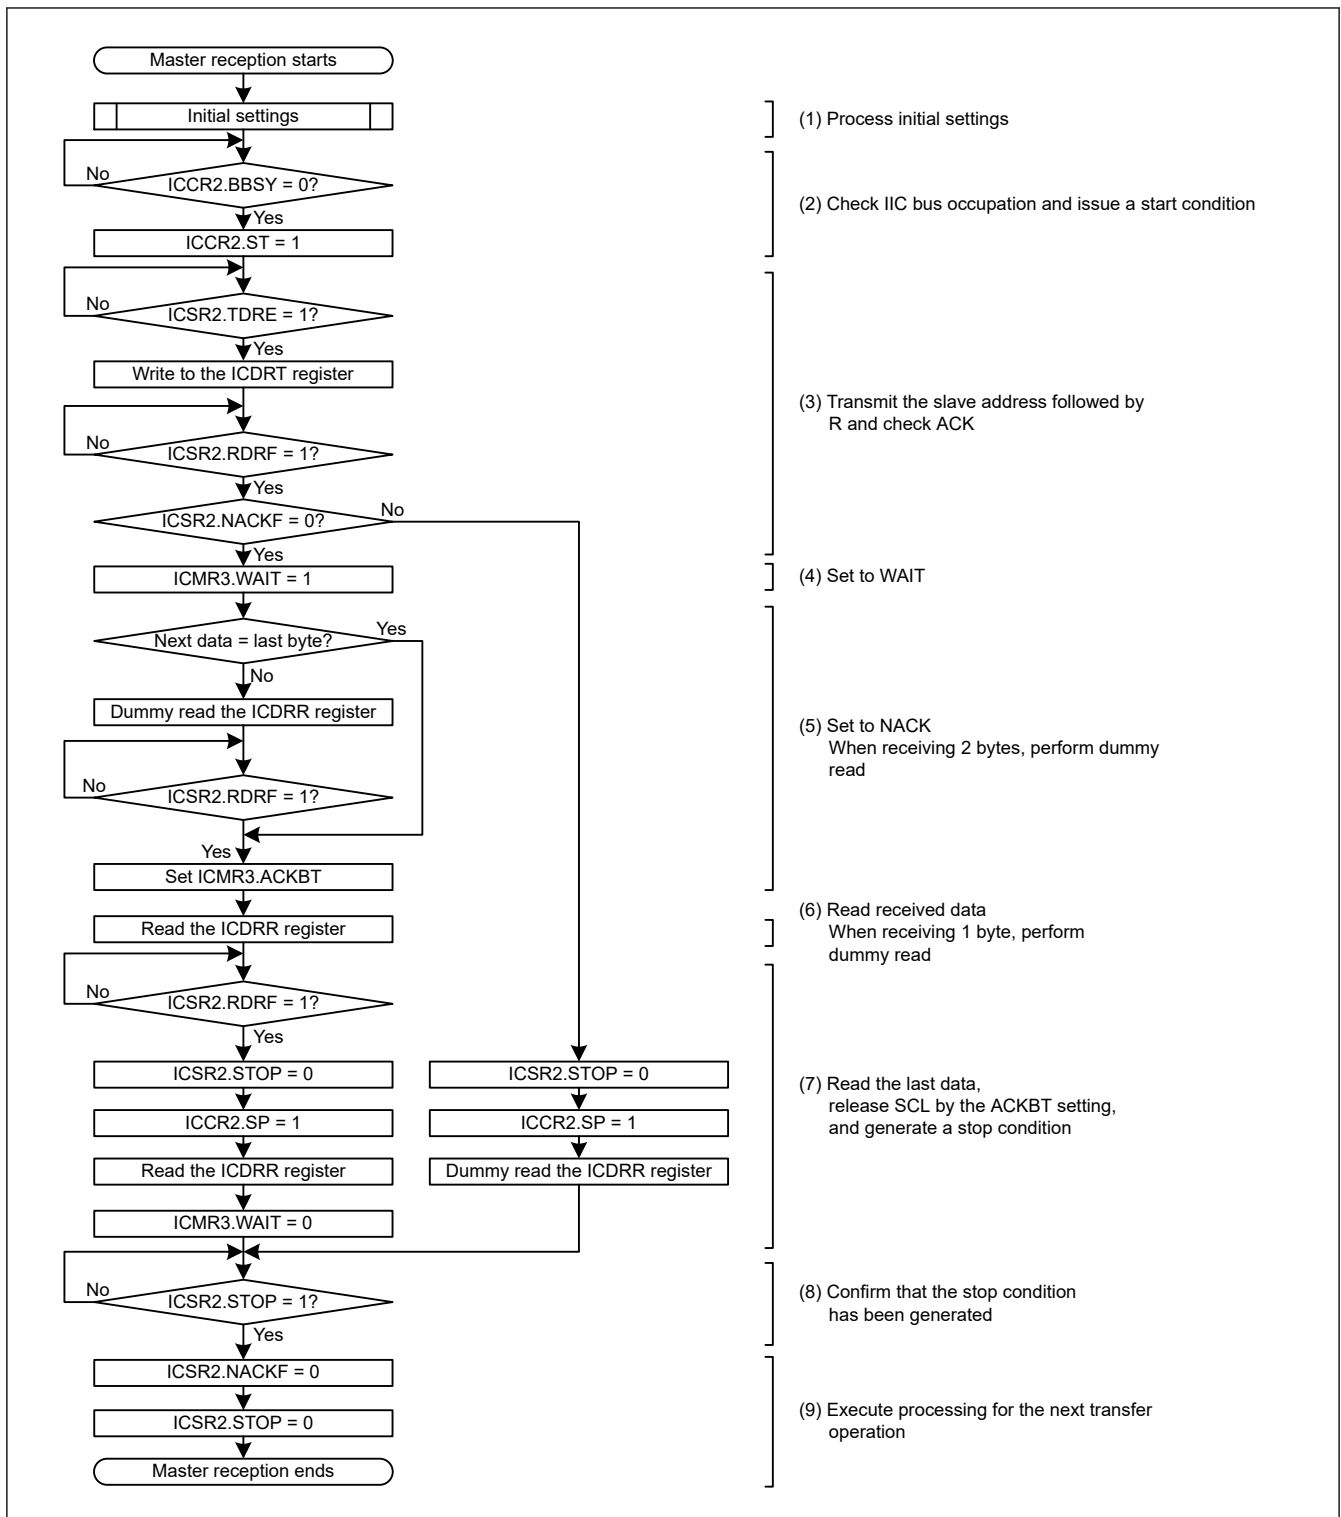 Master reception starts
Initial settings
(1) Process initial settings
No
ICCR2.BBSY = 0?
Yes
(2) Check IIC bus occupation and issue a start condition
ICCR2.ST = 1
No
ICSR2.TDRE = 1?
Yes
Write to the ICDRT register
(3) Transmit the slave address followed by
R and check ACK
No
ICSR2.RDRF = 1?
Yes
ICSR2.NACKF = 0?
No
Yes
ICMR3.WAIT = 1
(4) Set to WAIT
Next data = last byte?
Yes
No
Dummy read the ICDRR register
(5) Set to NACK
When receiving 2 bytes, perform dummy
read
No
ICSR2.RDRF = 1?
Yes
Set ICMR3.ACKBT
(6) Read received data
When receiving 1 byte, perform
dummy read
Read the ICDRR register
No
ICSR2.RDRF = 1?
Yes
ICSR2.STOP = 0
ICSR2.STOP = 0
(7) Read the last data,
release SCL by the ACKBT setting,
and generate a stop condition
ICCR2.SP = 1
ICCR2.SP = 1
Read the ICDRR register
Dummy read the ICDRR register
ICMR3.WAIT = 0
No
ICSR2.STOP = 1?
Yes
(8) Confirm that the stop condition
has been generated
ICSR2.NACKF = 0
ICSR2.STOP = 0
(9) Execute processing for the next transfer
operation
Master reception ends